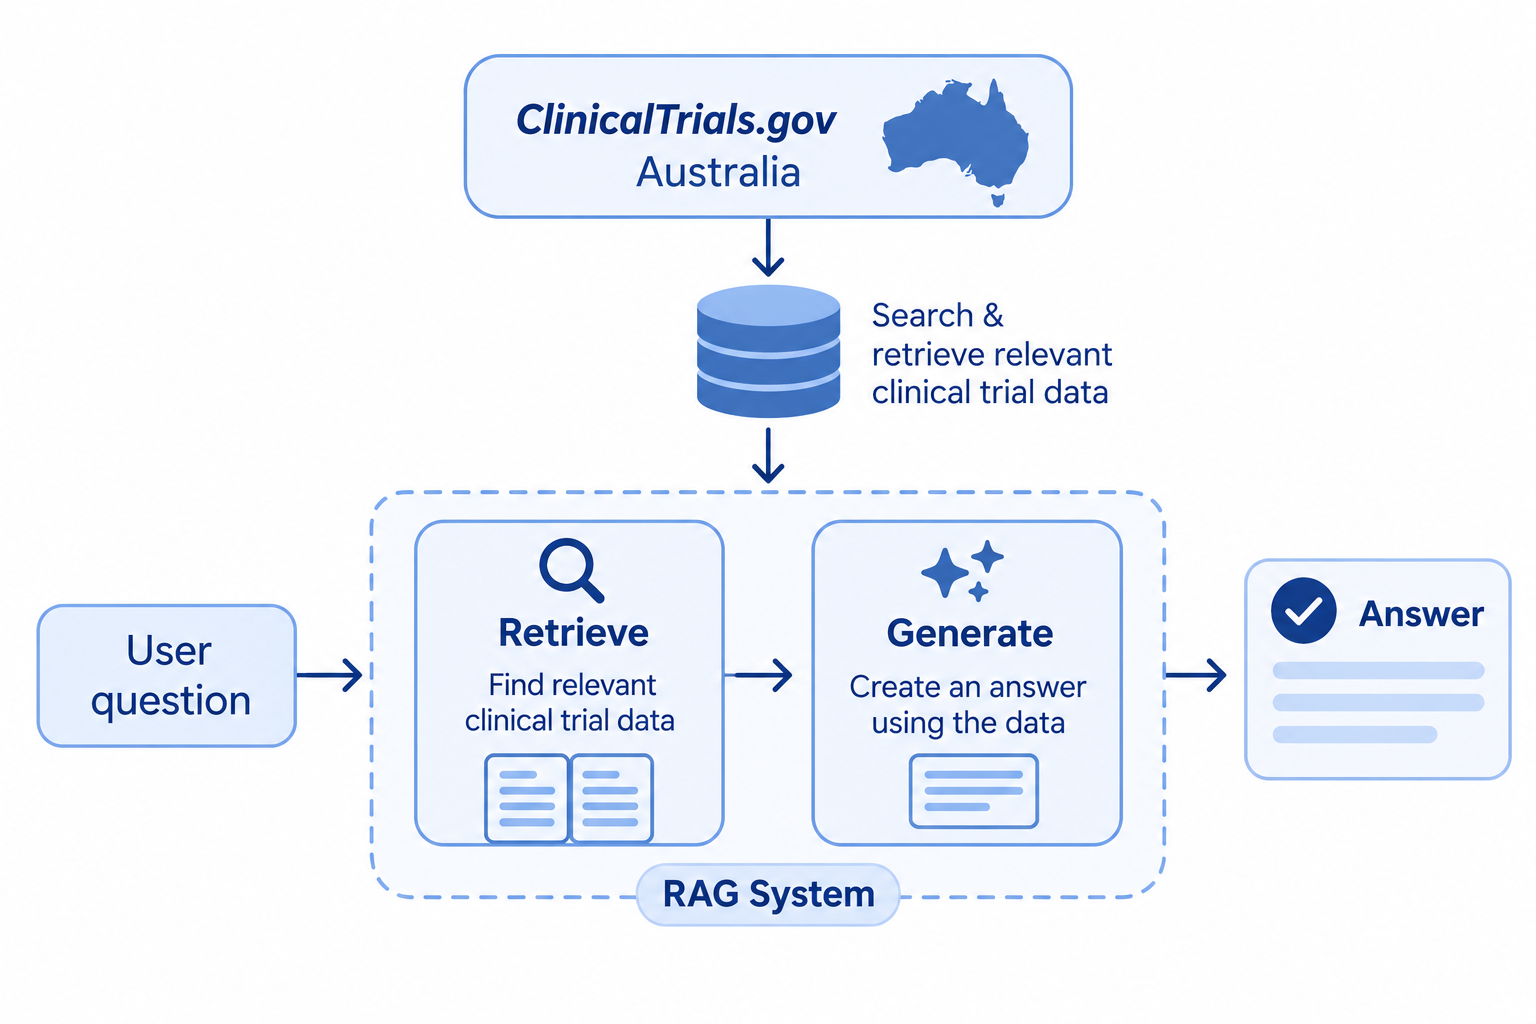 ClinicalTrials.gov
Australia
Search &
retrieve relevant
clinical trial data
User
question
Retrieve
Find relevant
clinical trial data
Generate
Create an answer
using the data
Answer
RAG System